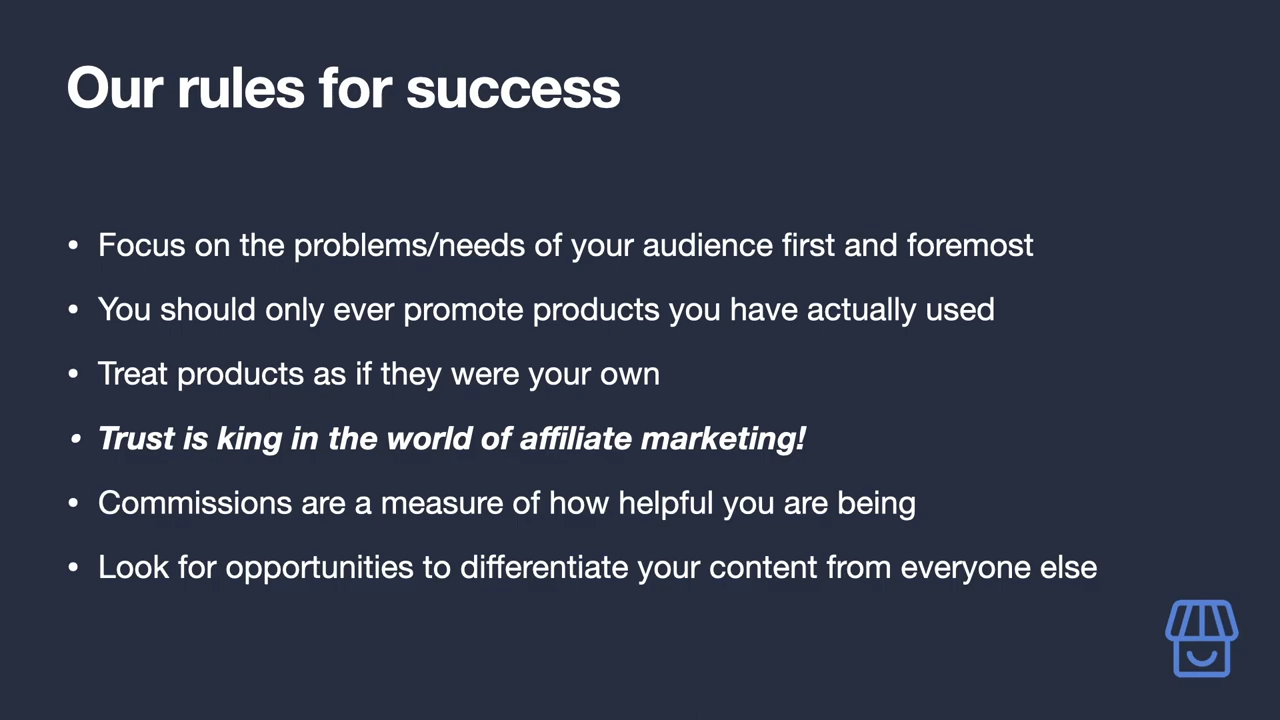 Our rules for success
• Focus on the problems/needs of your audience first and foremost
• You should only ever promote products you have actually used
• Treat products as if they were your own
• Trust is king in the world of affiliate marketing!
• Commissions are a measure of how helpful you are being
• Look for opportunities to differentiate your content from everyone else